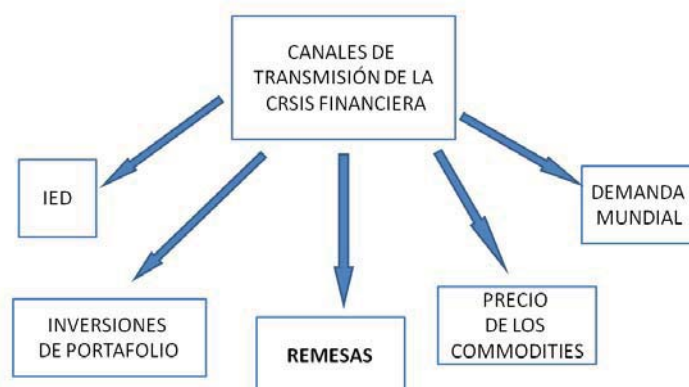 CANALES DE
TRANSMISIÓN DE LA
CRSIS FINANCIERA
IED
DEMANDA
MUNDIAL
INVERSIONES
DE PORTAFOLIO
REMESAS
PRECIO
DE LOS
COMMODITIES